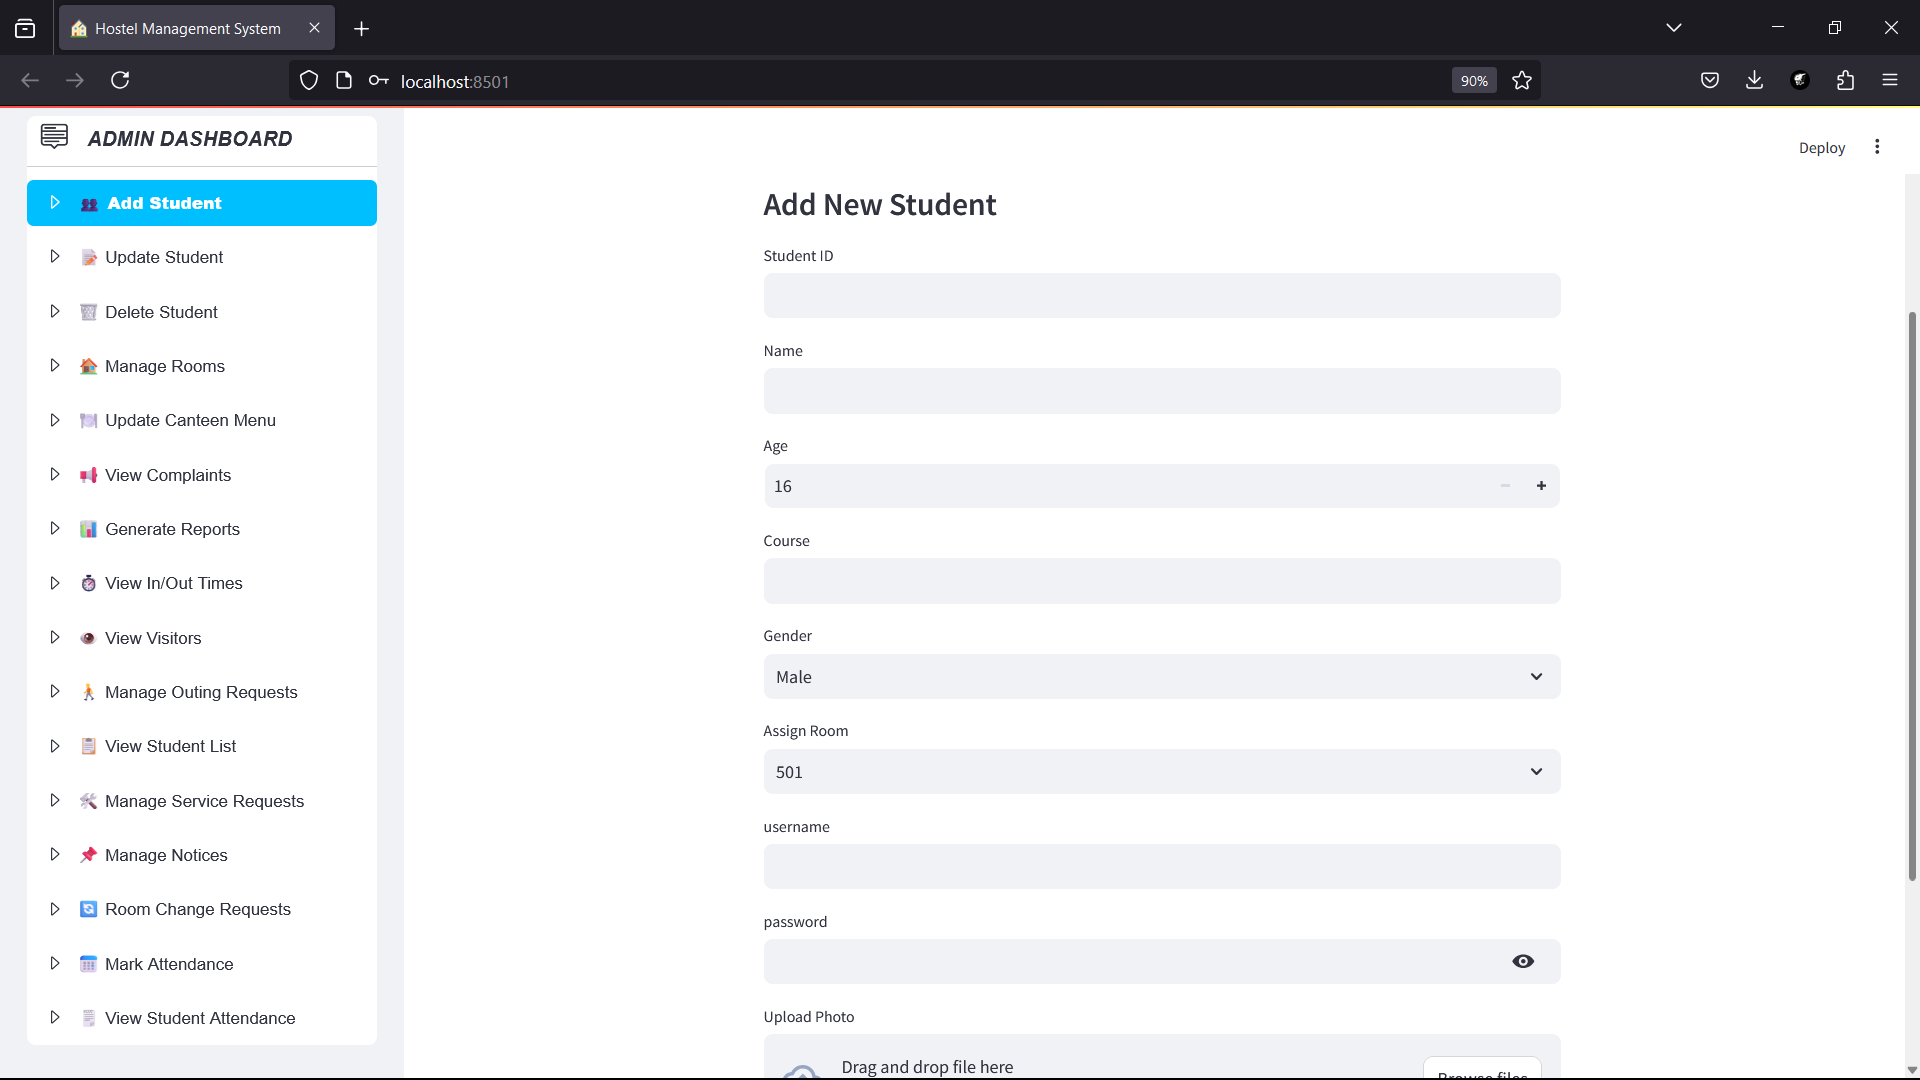 Hostel Management System
localhost:8501
90%
ADMIN DASHBOARD
Add Student
Update Student
Delete Student
Manage Rooms
Update Canteen Menu
View Complaints
Generate Reports
View In/Out Times
View Visitors
Manage Outing Requests
View Student List
Manage Service Requests
Manage Notices
Room Change Requests
Mark Attendance
View Student Attendance
Deploy
Add New Student
Student ID
Name
Age
16
Course
Gender
Male
Assign Room
501
username
password
Upload Photo
Drag and drop file here
Browse files